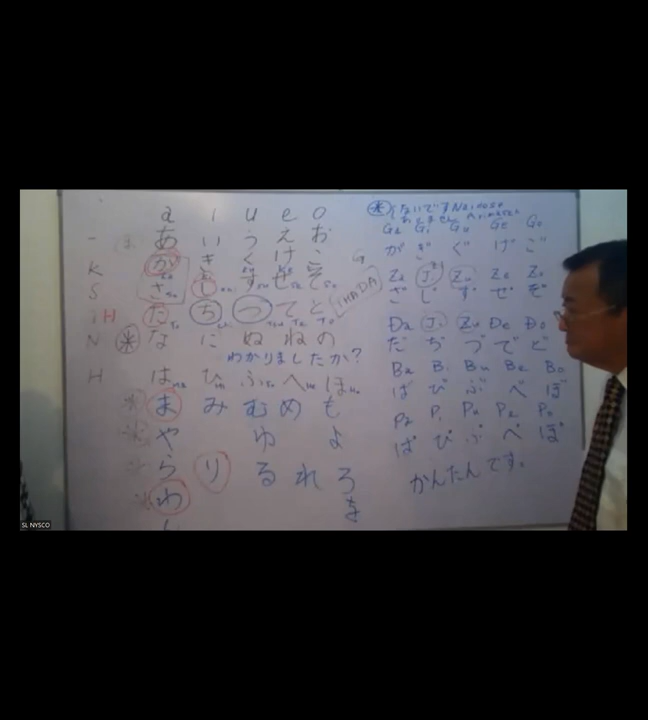 a i u e o
あ い う え お
K か き く け こ
S さ し す せ そ
H た ち つ て と
N な に ぬ ね の
わかりましたか?
H は ひ ふ へ ほ
ま み む め も
や ゆ よ
ら り る れ ろ
わ を
ん
ないです
Ga Gi Gu Ge Go
が ぎ ぐ げ ご
G
Za Ji Zu Ze Zo
ざ じ ず ぜ ぞ
Da Ji Zu De Do
だ ぢ づ で ど
Ba Bi Bu Be Bo
ば び ぶ べ ぼ
Pa Pi Pu Pe Po
ぱ ぴ ぷ ぺ ぽ
かんたんです。
SL NYSCO